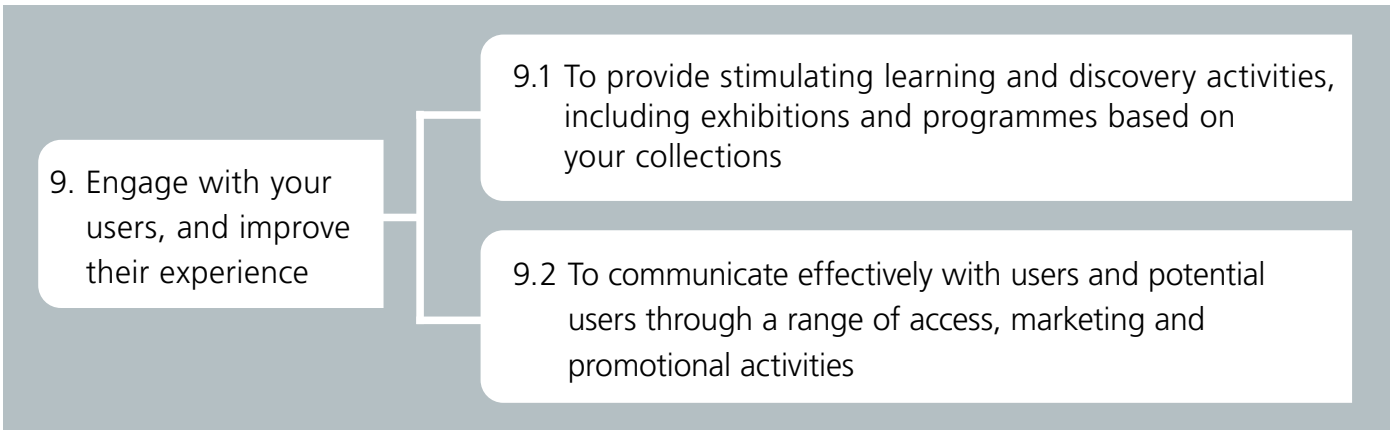 9. Engage with your
users, and improve
their experience
9.1 To provide stimulating learning and discovery activities,
including exhibitions and programmes based on
your collections
9.2 To communicate effectively with users and potential
users through a range of access, marketing and
promotional activities